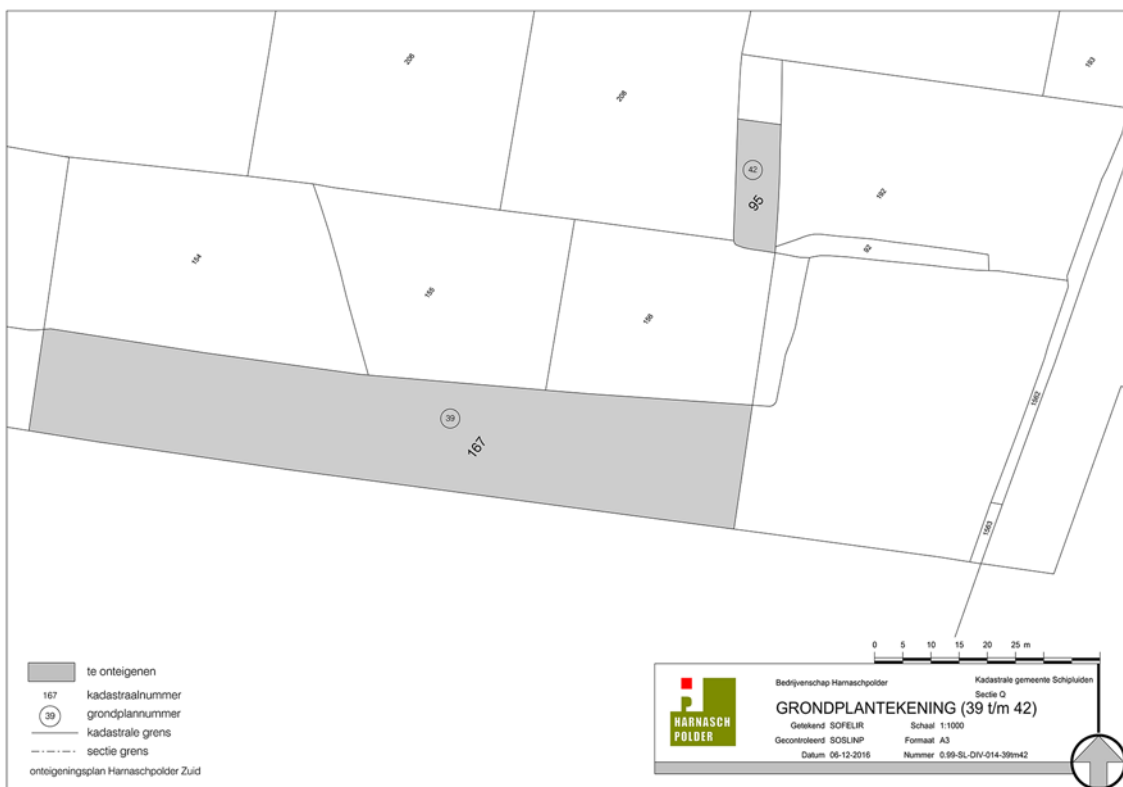 206
193
208
42
95
192
92
154
155
156
39
167
1562
1563
te onteigenen
167 kadastraalnummer
39 grondplannummer
kadastrale grens
sectie grens
onteigeningsplan Harnaschpolder Zuid
0 5 10 15 20 25 m
HARNASCH
POLDER
Bedrijvenschap Harnaschpolder Kadastrale gemeente Schipluiden
Sectie Q
GRONDPLANTEKENING (39 t/m 42)
Getekend SOFELIR Schaal 1:1000
Gecontroleerd SOSLINP Formaat A3
Datum 06-12-2016 Nummer 0.99-SL-DIV-014-39tm42